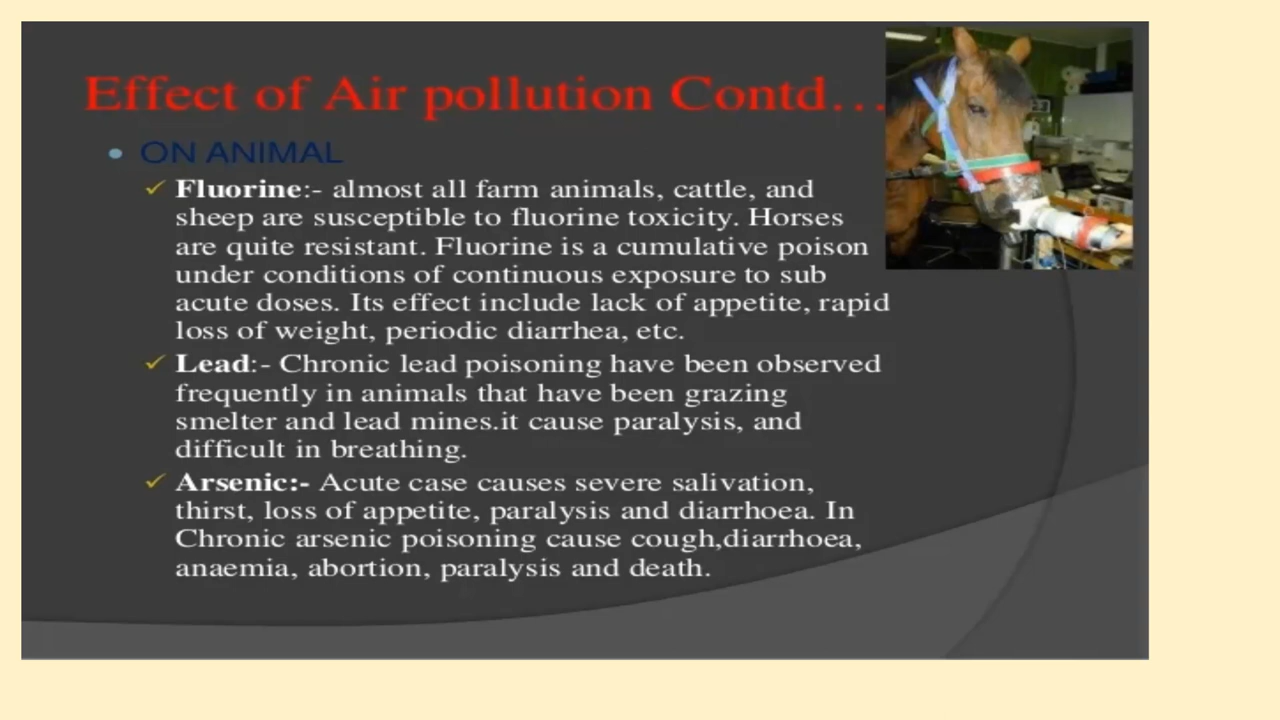 Effect of Air pollution Contd...
• ON ANIMAL
✓ Fluorine:- almost all farm animals, cattle, and
sheep are susceptible to fluorine toxicity. Horses
are quite resistant. Fluorine is a cumulative poison
under conditions of continuous exposure to sub
acute doses. Its effect include lack of appetite, rapid
loss of weight, periodic diarrhea, etc.
✓ Lead:- Chronic lead poisoning have been observed
frequently in animals that have been grazing
smelter and lead mines.it cause paralysis, and
difficult in breathing.
✓ Arsenic:- Acute case causes severe salivation,
thirst, loss of appetite, paralysis and diarrhoea. In
Chronic arsenic poisoning cause cough,diarrhoea,
anaemia, abortion, paralysis and death.